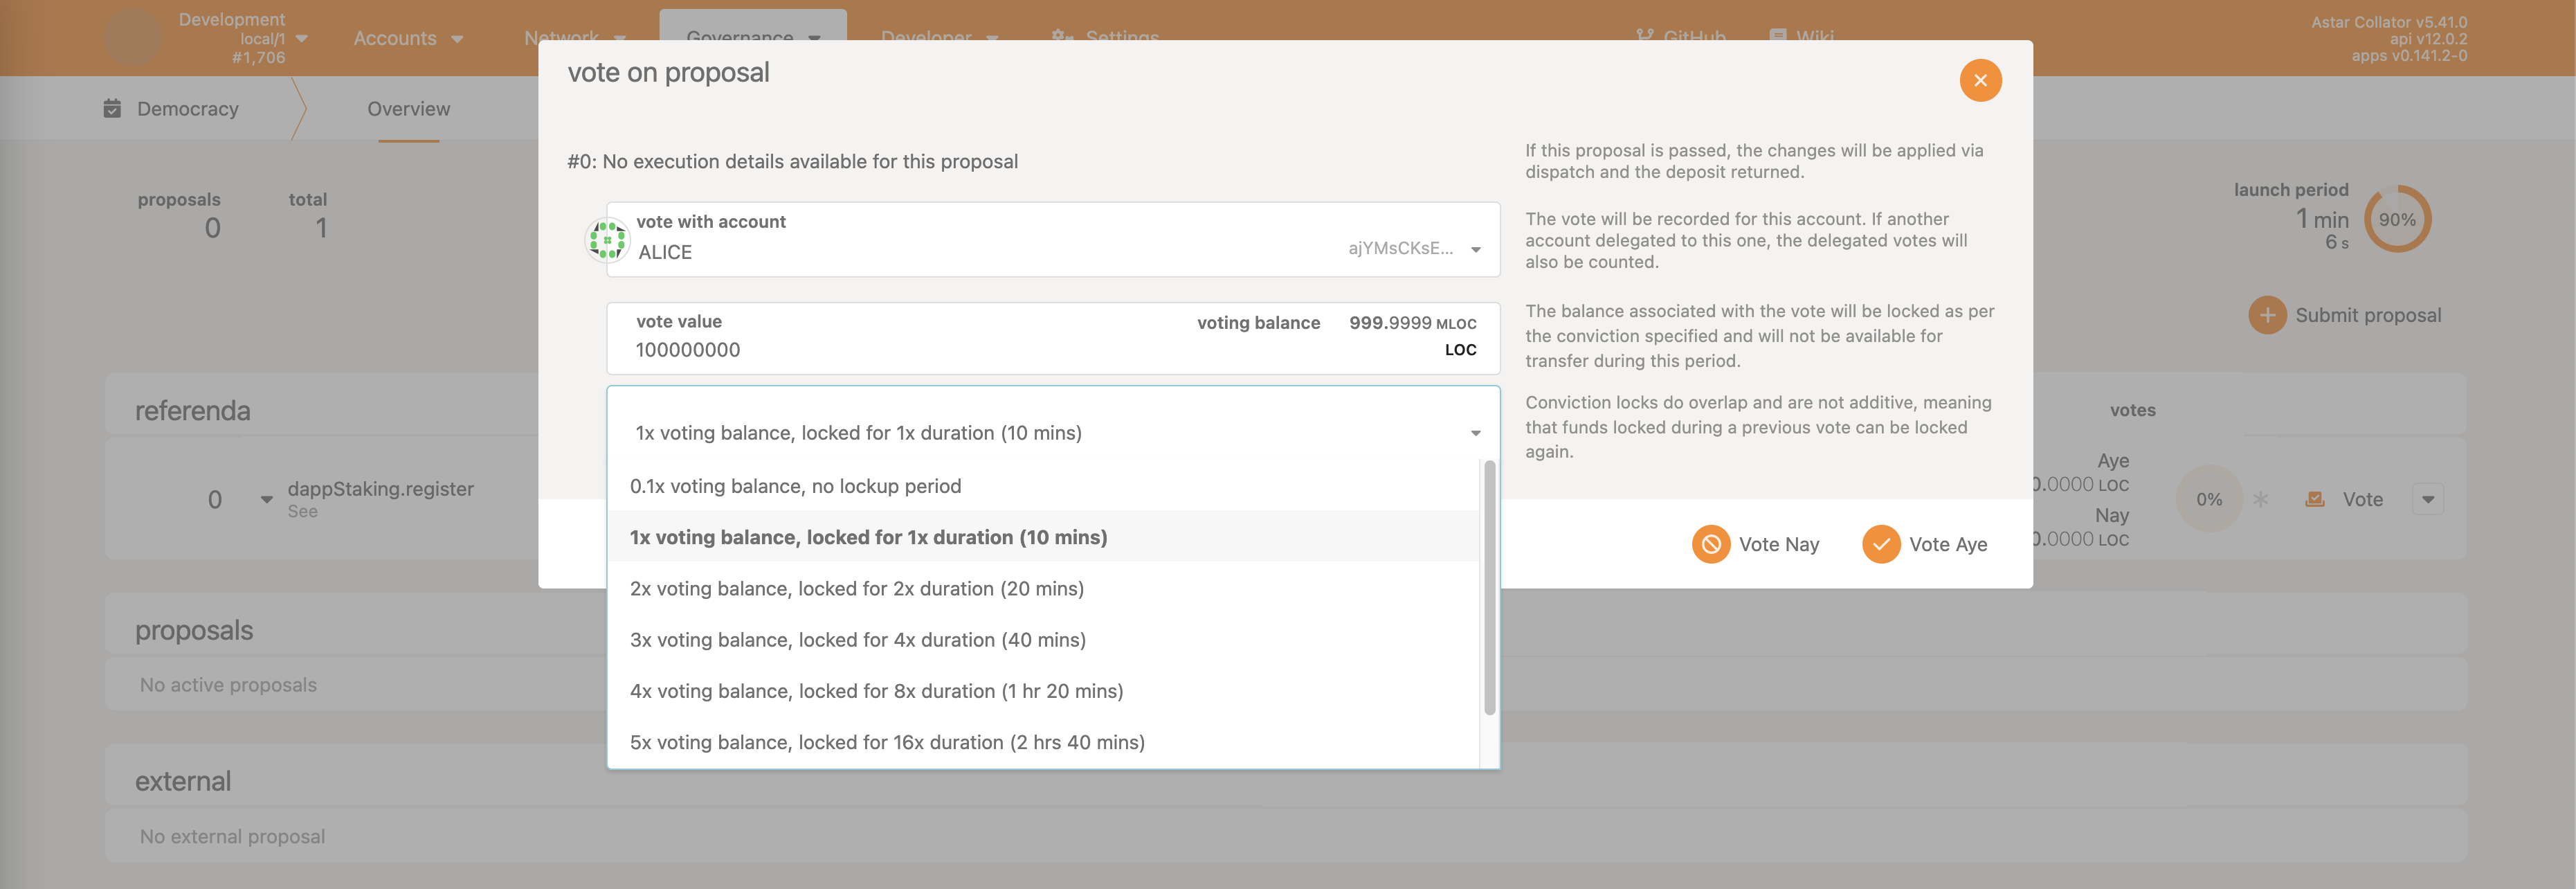 Development
local/1
#1,706
Accounts
Network
Governance
Developer
Settings
GitHub
Wiki
Astar Collator v5.41.0
api v12.0.2
apps v0.141.2-0
Democracy
Overview
proposals
0
total
1
launch period
1 min
6 s
90%
Submit proposal
referenda
votes
0
dappStaking.register
See
Aye
0.0000 LOC
Nay
0.0000 LOC
0%
Vote
proposals
No active proposals
external
No external proposal
vote on proposal
#0: No execution details available for this proposal
If this proposal is passed, the changes will be applied via
dispatch and the deposit returned.
vote with account
ALICE
ajYMsCKsE...
The vote will be recorded for this account. If another
account delegated to this one, the delegated votes will
also be counted.
vote value
100000000
voting balance 999.9999 MLOC
LOC
The balance associated with the vote will be locked as per
the conviction specified and will not be available for
transfer during this period.
1x voting balance, locked for 1x duration (10 mins)
0.1x voting balance, no lockup period
1x voting balance, locked for 1x duration (10 mins)
2x voting balance, locked for 2x duration (20 mins)
3x voting balance, locked for 4x duration (40 mins)
4x voting balance, locked for 8x duration (1 hr 20 mins)
5x voting balance, locked for 16x duration (2 hrs 40 mins)
Conviction locks do overlap and are not additive, meaning
that funds locked during a previous vote can be locked
again.
Vote Nay
Vote Aye